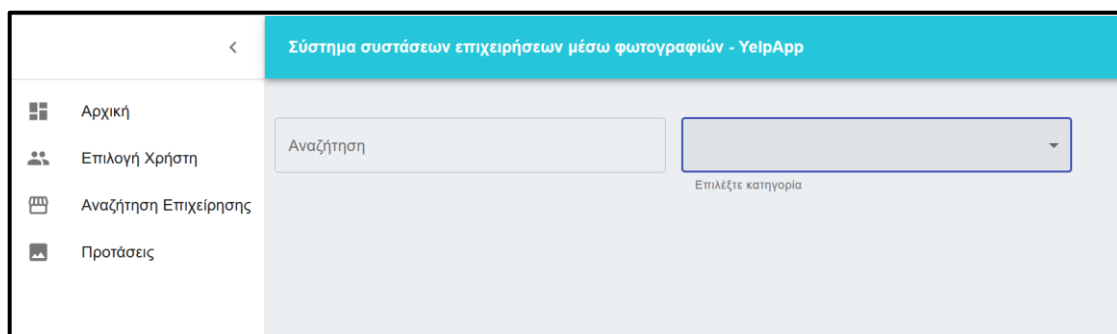 Σύστημα συστάσεων επιχειρήσεων μέσω φωτογραφιών - YelpApp
Αρχική
Επιλογή Χρήστη
Αναζήτηση Επιχείρησης
Προτάσεις
Αναζήτηση
Επιλέξτε κατηγορία